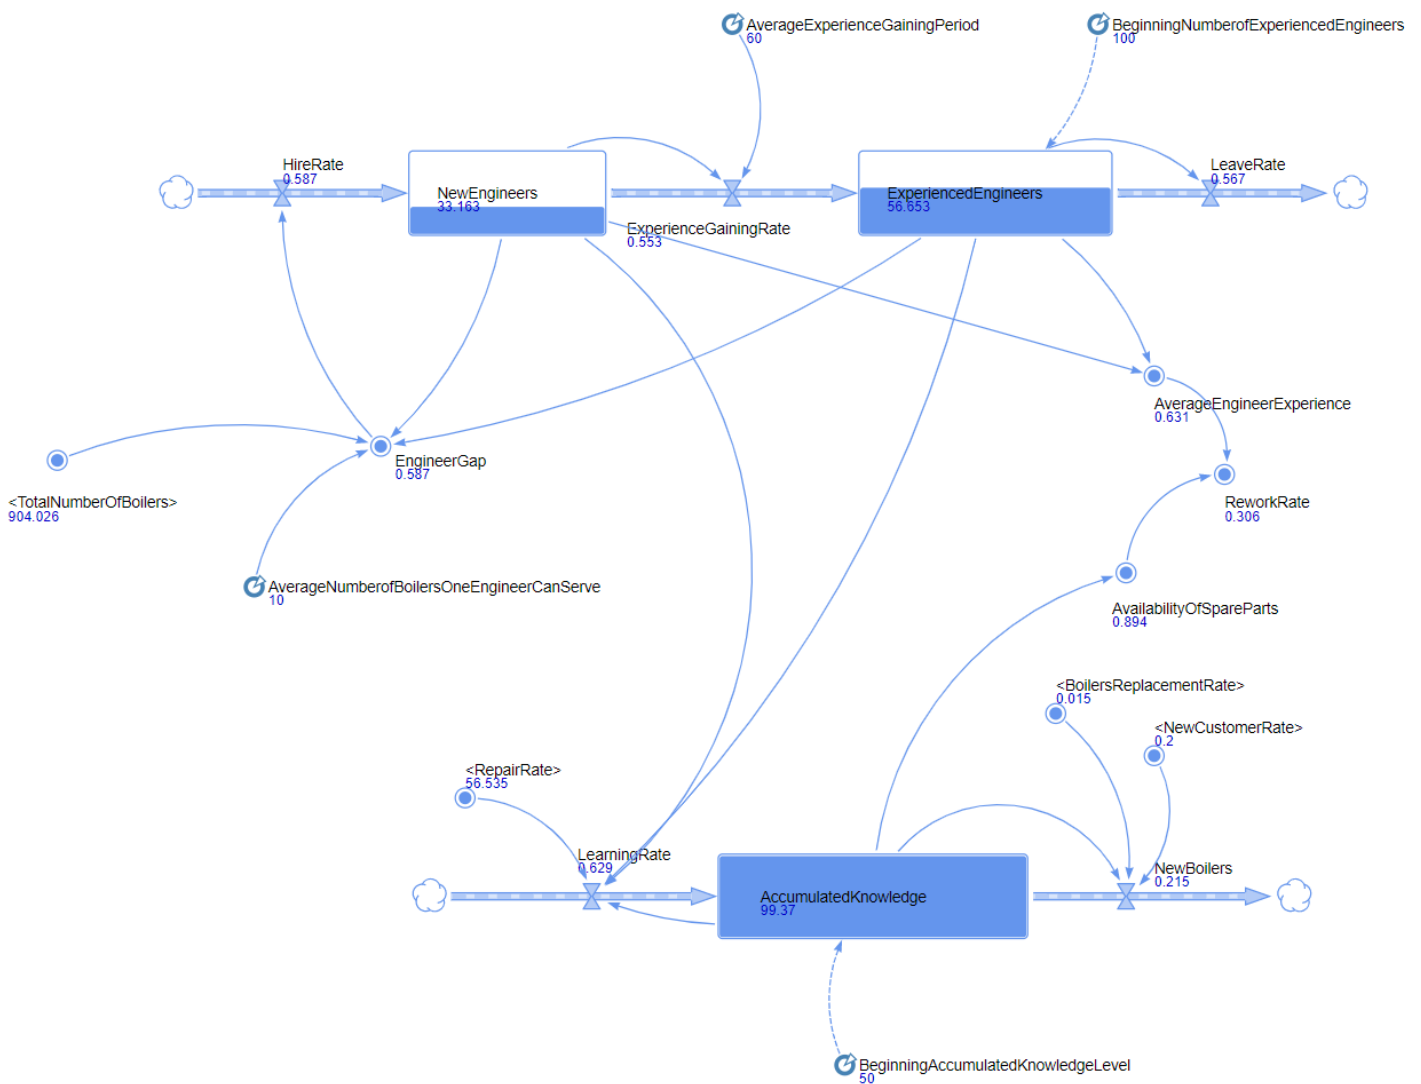 AverageExperienceGainingPeriod
60
BeginningNumberofExperiencedEngineers
100
HireRate
0.587
NewEngineers
33.163
ExperienceGainingRate
0.553
ExperiencedEngineers
56.653
LeaveRate
0.567
AverageEngineerExperience
0.631
EngineerGap
0.587
<TotalNumberOfBoilers>
904.026
ReworkRate
0.306
AverageNumberofBoilersOneEngineerCanServe
10
AvailabilityOfSpareParts
0.894
<BoilersReplacementRate>
0.015
<NewCustomerRate>
0.2
<RepairRate>
56.535
LearningRate
0.629
AccumulatedKnowledge
99.37
NewBoilers
0.215
BeginningAccumulatedKnowledgeLevel
50